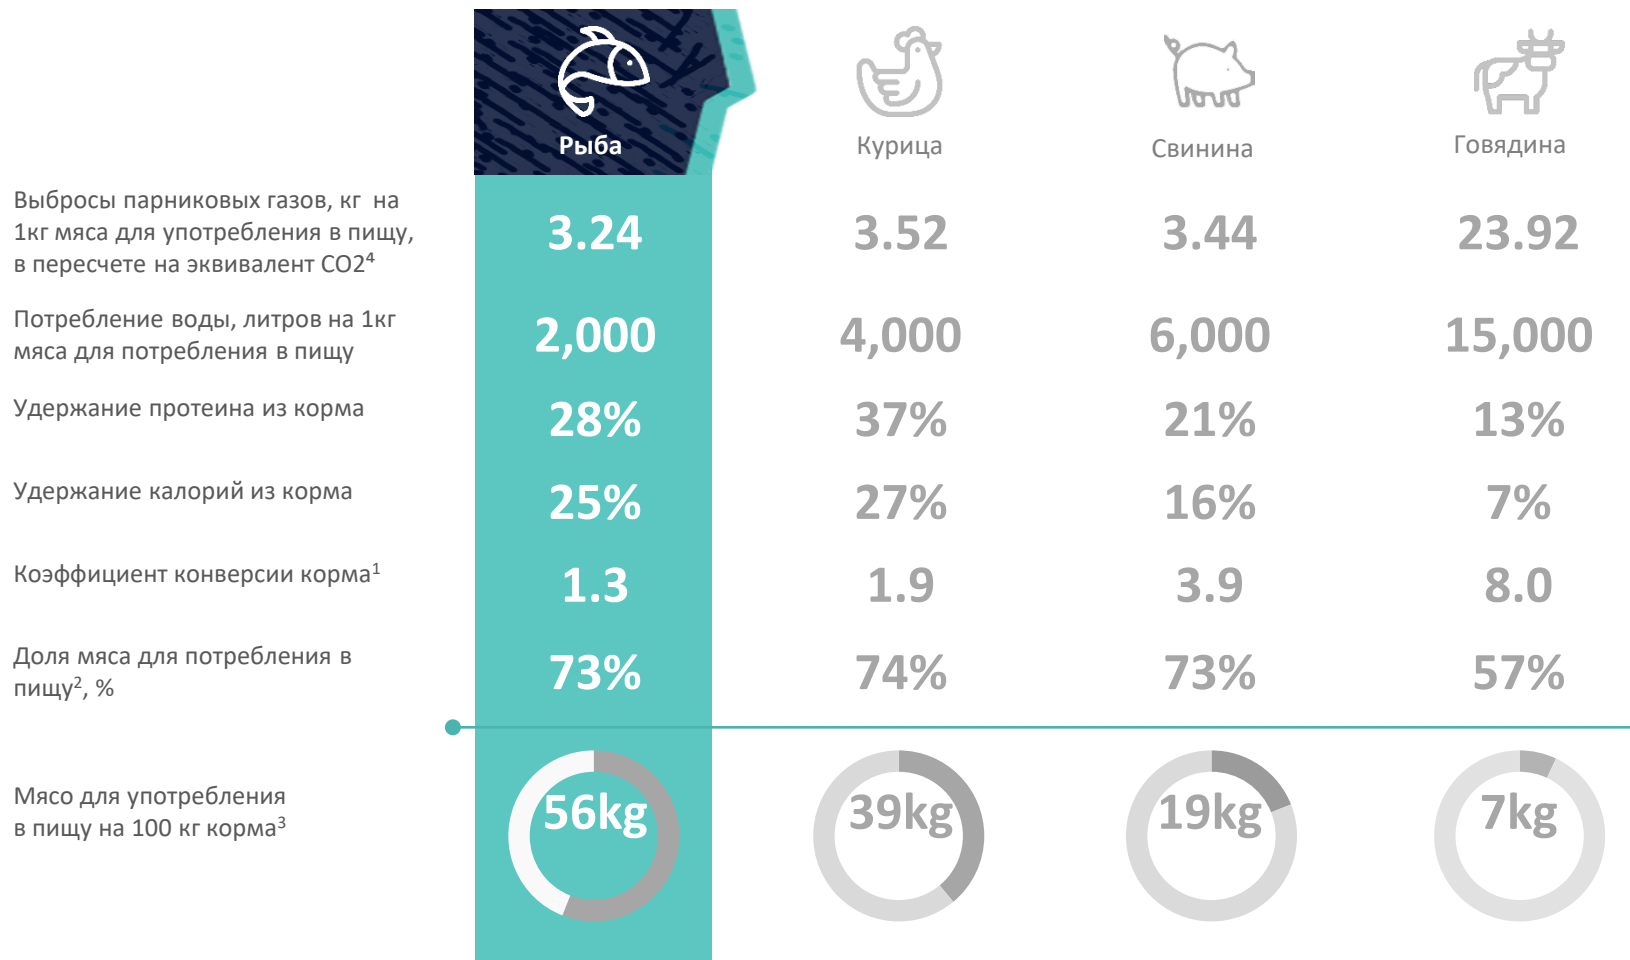 Рыба
Курица
Свинина
Говядина
Выбросы парниковых газов, кг на
1кг мяса для употребления в пищу,
в пересчете на эквивалент CO2⁴
3.24
3.52
3.44
23.92
Потребление воды, литров на 1кг
мяса для потребления в пищу
2,000
4,000
6,000
15,000
Удержание протеина из корма
28%
37%
21%
13%
Удержание калорий из корма
25%
27%
16%
7%
Коэффициент конверсии корма¹
1.3
1.9
3.9
8.0
Доля мяса для потребления в
пищу², %
73%
74%
73%
57%
Мясо для употребления
в пищу на 100 кг корма³
56kg
39kg
19kg
7kg